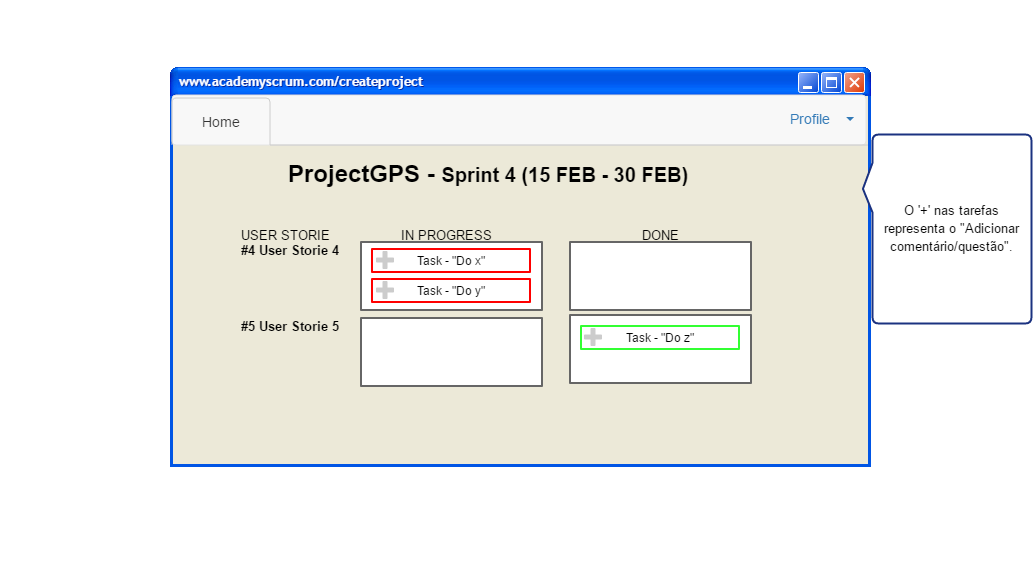 www.academyscrum.com/createproject
Home
Profile
ProjectGPS - Sprint 4 (15 FEB - 30 FEB)
USER STORIE IN PROGRESS DONE
#4 User Storie 4
Task - "Do x"
Task - "Do y"
#5 User Storie 5
Task - "Do z"
O '+' nas tarefas
representa o "Adicionar
comentário/questão".